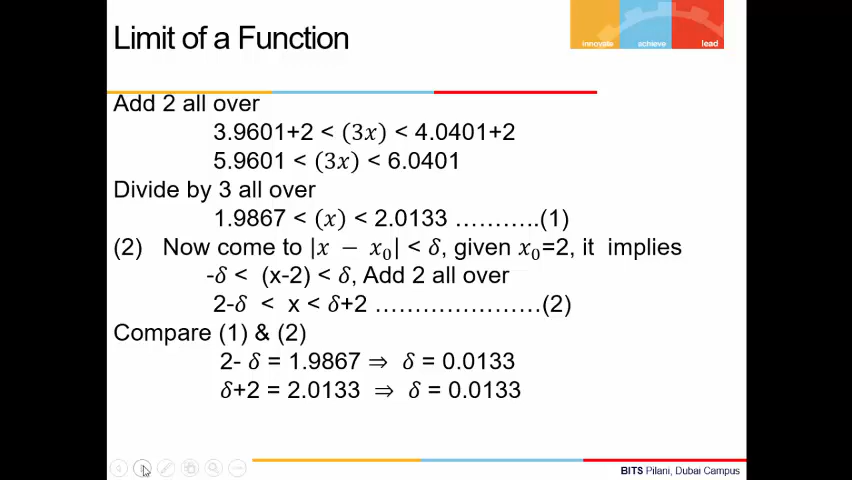 Limit of a Function
innovate achieve lead
Add 2 all over
3.9601+2 < (3𝑥) < 4.0401+2
5.9601 < (3𝑥) < 6.0401
Divide by 3 all over
1.9867 < (𝑥) < 2.0133 ………..(1)
(2) Now come to |𝑥 − 𝑥₀| < 𝛿, given 𝑥₀=2, it implies
-𝛿 < (x-2) < 𝛿, Add 2 all over
2-𝛿 < x < 𝛿+2 …………………(2)
Compare (1) & (2)
2- 𝛿 = 1.9867 ⇒ 𝛿 = 0.0133
𝛿+2 = 2.0133 ⇒ 𝛿 = 0.0133
BITS Pilani, Dubai Campus